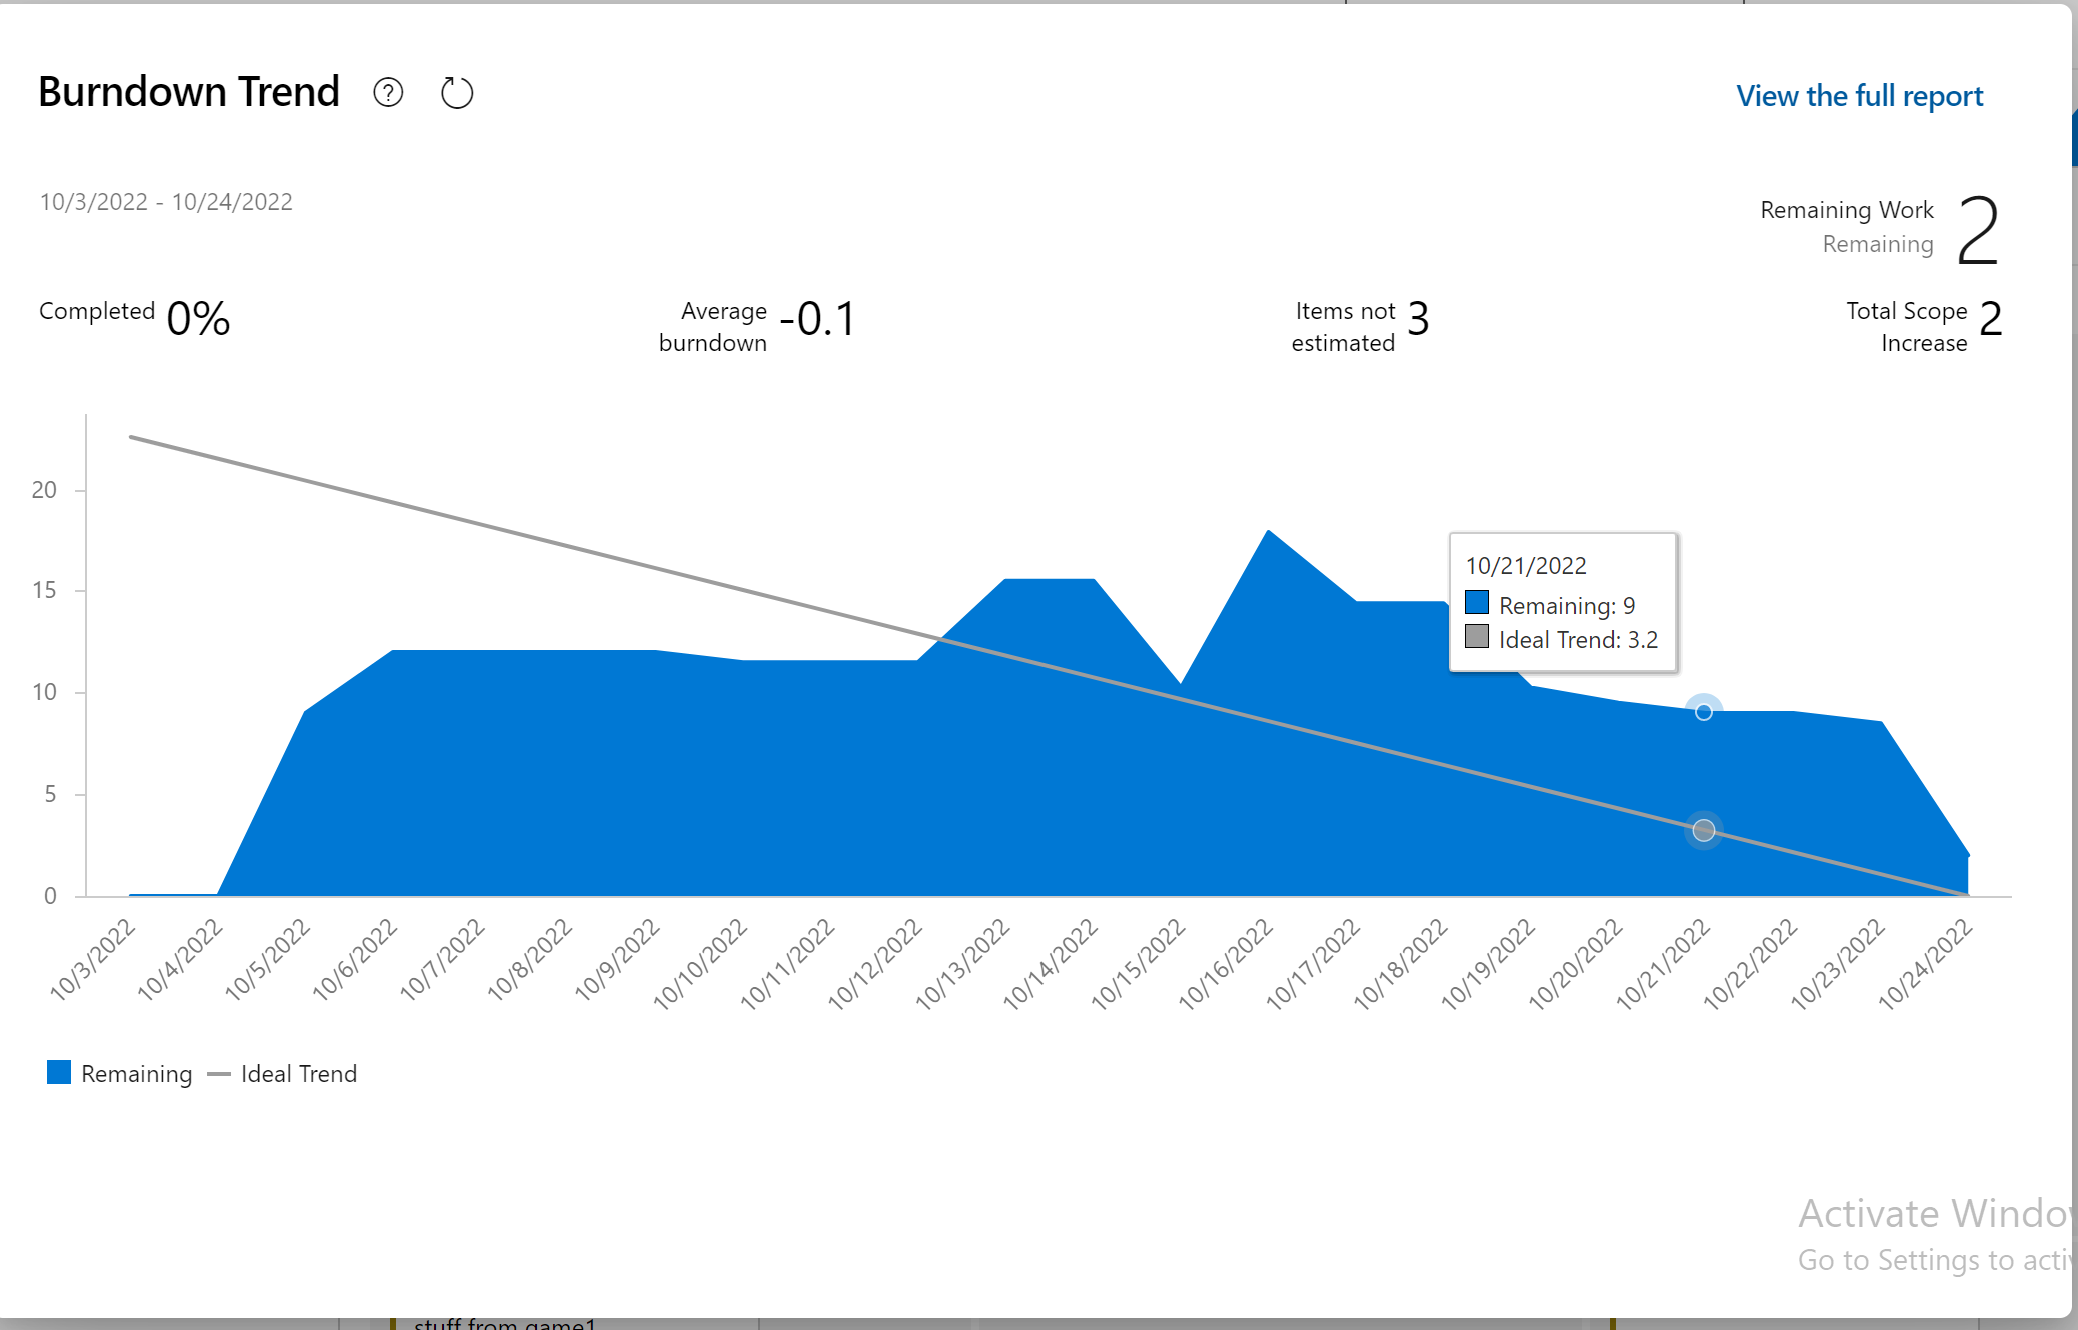 Burndown Trend ?
View the full report
10/3/2022 - 10/24/2022
Remaining Work 2
Remaining
Completed 0%
Average -0.1
burndown
Items not 3
estimated
Total Scope 2
Increase
20
15
10
5
0
10/21/2022
Remaining: 9
Ideal Trend: 3.2
10/3/2022
10/4/2022
10/5/2022
10/6/2022
10/7/2022
10/8/2022
10/9/2022
10/10/2022
10/11/2022
10/12/2022
10/13/2022
10/14/2022
10/15/2022
10/16/2022
10/17/2022
10/18/2022
10/19/2022
10/20/2022
10/21/2022
10/22/2022
10/23/2022
10/24/2022
Remaining Ideal Trend
Activate Windo
Go to Settings to acti
stuff from game1